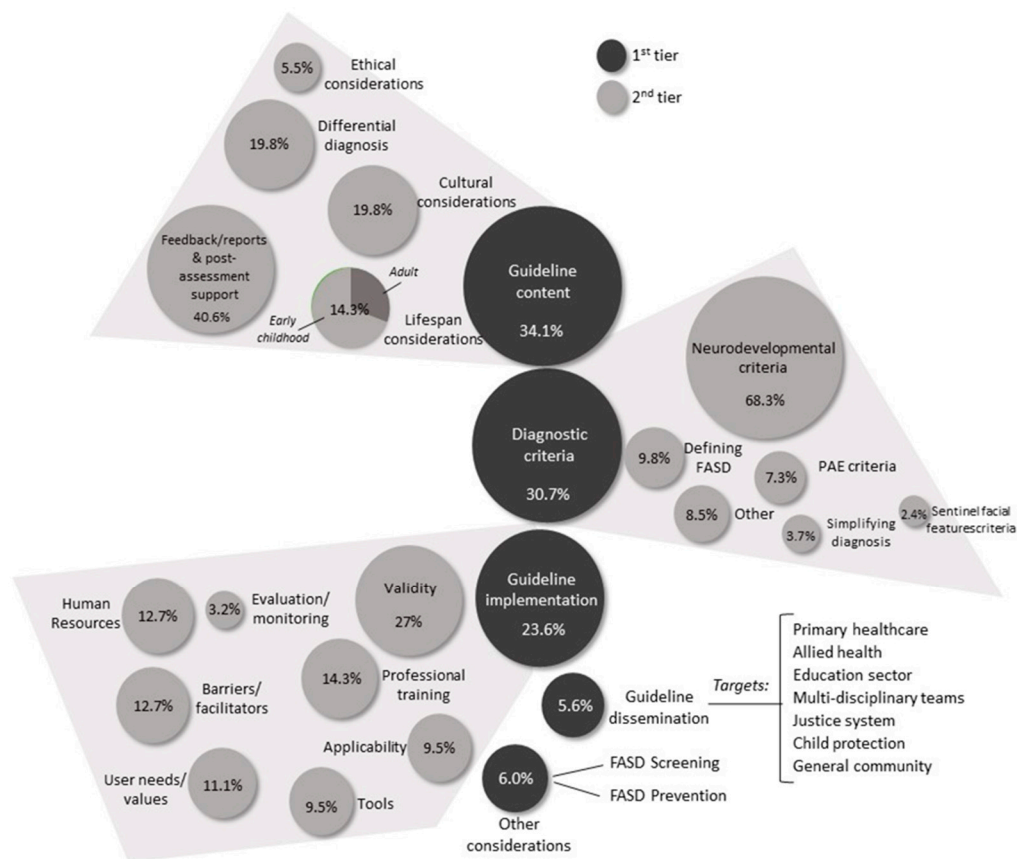 1st tier
2nd tier
5.5%
Ethical
considerations
Differential
diagnosis
19.8%
Cultural
considerations
19.8%
Feedback/reports
& post-
assessment
support
40.6%
Adult
14.3%
Early
childhood
Lifespan
considerations
Guideline
content
34.1%
Neurodevelopmental
criteria
68.3%
Diagnostic
criteria
30.7%
9.8%
Defining
FASD
7.3%
PAE criteria
8.5%
Other
3.7%
Simplifying
diagnosis
2.4%
Sentinel facial
featurescriteria
Guideline
implementation
23.6%
Validity
27%
Human
Resources
12.7%
3.2%
Evaluation/
monitoring
14.3%
Professional
training
12.7%
Barriers/
facilitators
Applicability
9.5%
User needs/
values
11.1%
9.5%
Tools
5.6%
Guideline
dissemination
Targets:
Primary healthcare
Allied health
Education sector
Multi-disciplinary teams
Justice system
Child protection
General community
6.0%
FASD Screening
FASD Prevention
Other
considerations